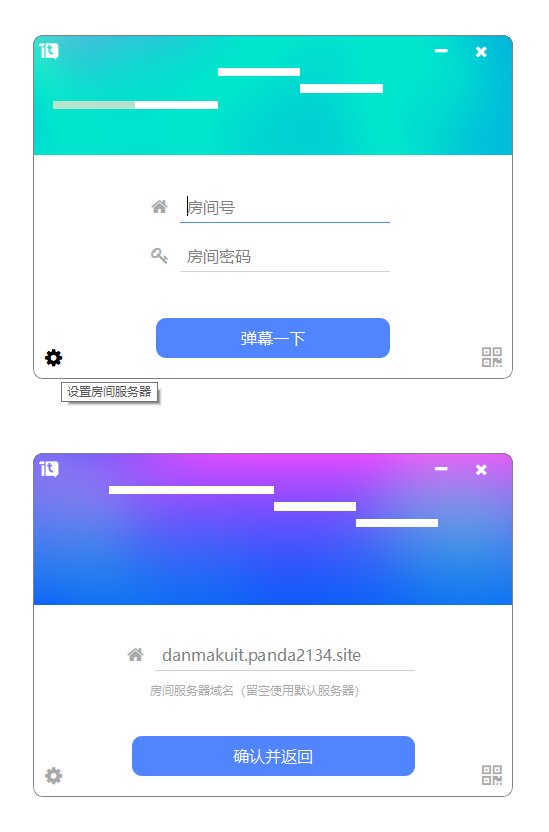 it
房间号
房间密码
弹幕一下
设置房间服务器
it
danmakuit.panda2134.site
房间服务器域名（留空使用默认服务器）
确认并返回